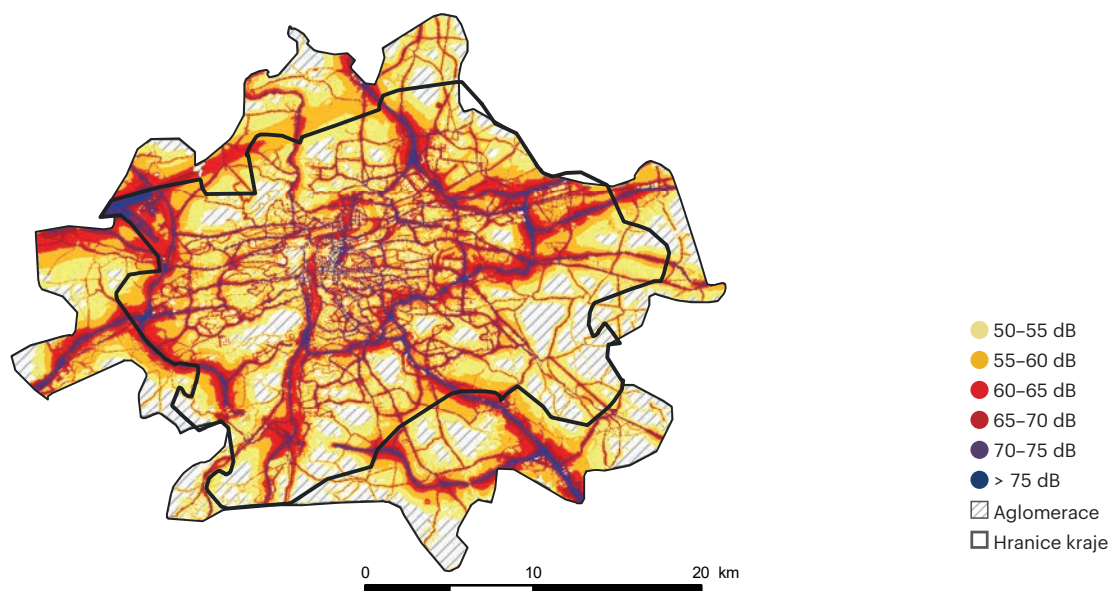 50–55 dB
55–60 dB
60–65 dB
65–70 dB
70–75 dB
> 75 dB
Aglomerace
Hranice kraje
0 10 20 km